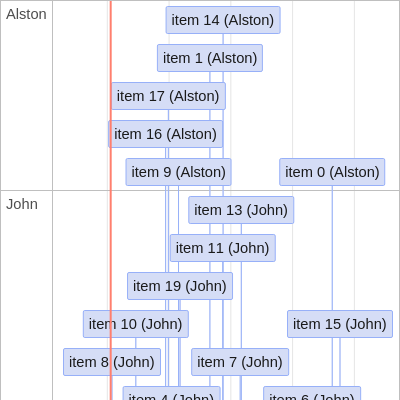 Alston
item 14 (Alston)
item 1 (Alston)
item 17 (Alston)
item 16 (Alston)
item 9 (Alston)
item 0 (Alston)
John
item 13 (John)
item 11 (John)
item 19 (John)
item 10 (John)
item 15 (John)
item 8 (John)
item 7 (John)
item 4 (John)
item 6 (John)